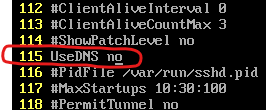 112 #ClientAliveInterval 0
113 #ClientAliveCountMax 3
114 #ShowPatchLevel no
115 UseDNS no
116 #PidFile /var/run/sshd.pid
117 #MaxStartups 10:30:100
118 #PermitTunnel no